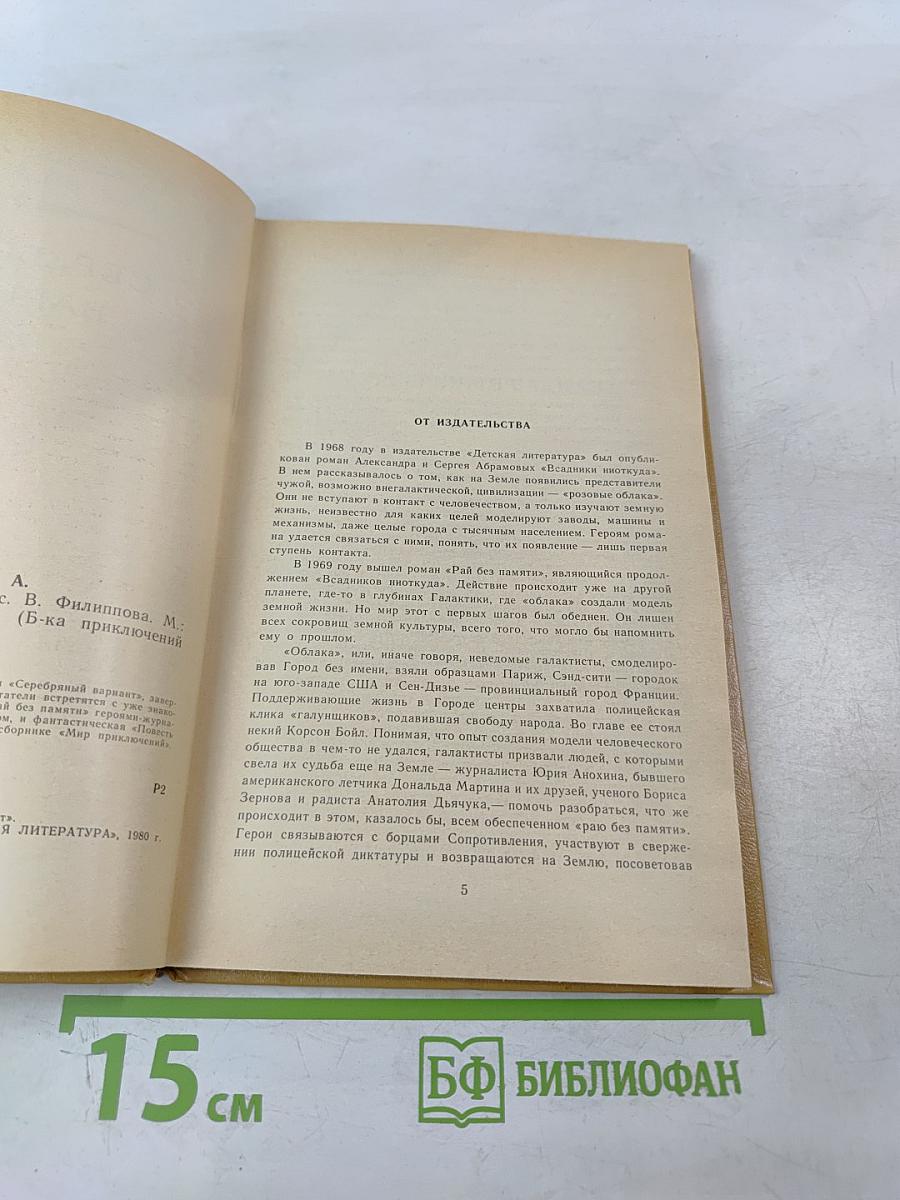 А.
с. В. Филиппова. М.:
(Б-ка приключений
«Серебряный вариант», завер-
атели встретятся с уже знако-
ай без памяти» героями-журна-
ом, и фантастическая «Повесть
сборнике «Мир приключений».
Р2
т».
Я ЛИТЕРАТУРА», 1980 г.
ОТ ИЗДАТЕЛЬСТВА
В 1968 году в издательстве «Детская литература» был опубли-
кован роман Александра и Сергея Абрамовых «Всадники ниоткуда».
В нем рассказывалось о том, как на Земле появились представители
чужой, возможно внегалактической, цивилизации — «розовые облака».
Они не вступают в контакт с человечеством, а только изучают земную
жизнь, неизвестно для каких целей моделируют заводы, машины и
механизмы, даже целые города с тысячным населением. Героям рома-
на удается связаться с ними, понять, что их появление — лишь первая
ступень контакта.
В 1969 году вышел роман «Рай без памяти», являющийся продол-
жением «Всадников ниоткуда». Действие происходит уже на другой
планете, где-то в глубинах Галактики, где «облака» создали модель
земной жизни. Но мир этот с первых шагов был обеднен. Он лишен
всех сокровищ земной культуры, всего того, что могло бы напомнить
ему о прошлом.
«Облака», или, иначе говоря, неведомые галактисты, смоделиро-
вав Город без имени, взяли образцами Париж, Сэнд-сити — городок
на юго-западе США и Сен-Дизье — провинциальный город Франции.
Поддерживающие жизнь в Городе центры захватила полицейская
клика «галунщиков», подавившая свободу народа. Во главе ее стоял
некий Корсон Бойл. Понимая, что опыт создания модели человеческого
общества в чем-то не удался, галактисты призвали людей, с которыми
свела их судьба еще на Земле — журналиста Юрия Анохина, бывшего
американского летчика Дональда Мартина и их друзей, ученого Бориса
Зернова и радиста Анатолия Дьячука,— помочь разобраться, что же
происходит в этом, казалось бы, всем обеспеченном «раю без памяти».
Герои связываются с борцами Сопротивления, участвуют в сверже-
нии полицейской диктатуры и возвращаются на Землю, посоветовав
5
15 см
БФ БИБЛИОФАН